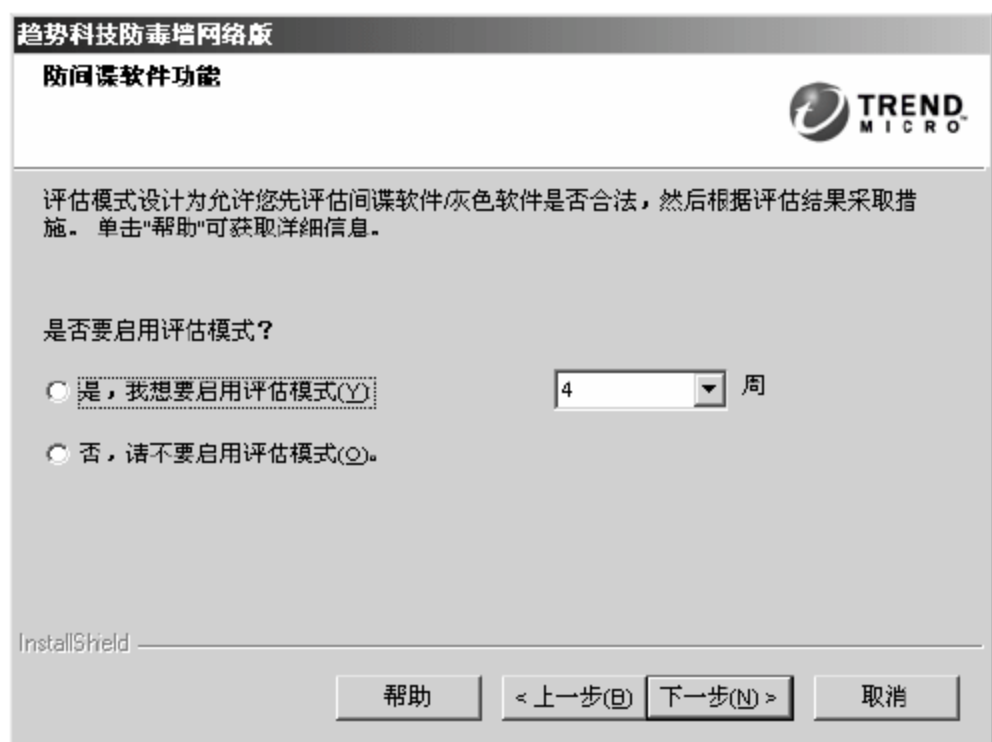 趋势科技防毒墙网络版
防间谍软件功能
TREND
MICRO
评估模式设计为允许您先评估间谍软件/灰色软件是否合法，然后根据评估结果采取措
施。 单击"帮助"可获取详细信息。
是否要启用评估模式?
是，我想要启用评估模式(Y) 4 周
否，请不要启用评估模式(O)。
InstallShield
帮助 < 上一步(B) 下一步(N) > 取消